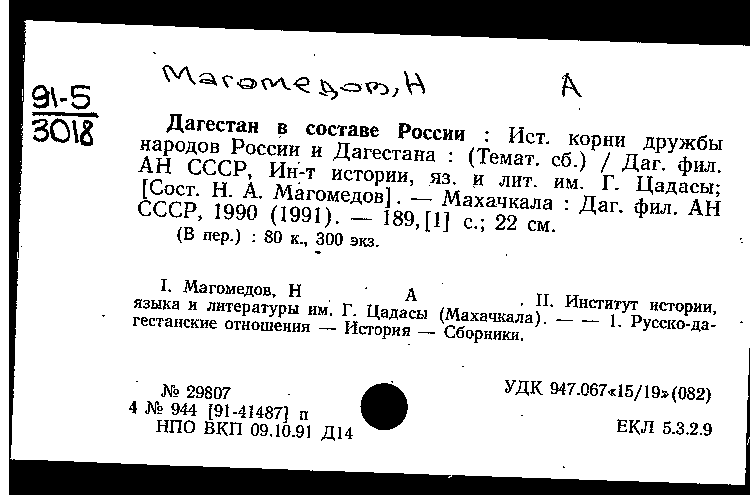 Магомедов, Н А
91-5
3018
Дагестан в составе России : Ист. корни дружбы
народов России и Дагестана : (Темат. сб.) / Даг. фил.
АН СССР, Ин-т истории, яз. и лит. им. Г. Цадасы;
[Сост. Н. А. Магомедов]. — Махачкала : Даг. фил. АН
СССР, 1990 (1991). — 189, [1] с.; 22 см.
(В пер.) : 80 к., 300 экз.
I. Магомедов, Н А . II. Институт истории,
языка и литературы им. Г. Цадасы (Махачкала). — — 1. Русско-да-
гестанские отношения — История — Сборники.
№ 29807
УДК 947.067«15/19»(082)
4 № 944 [91-41487] п
НПО ВКП 09.10.91 Д14
ЕКЛ 5.3.2.9